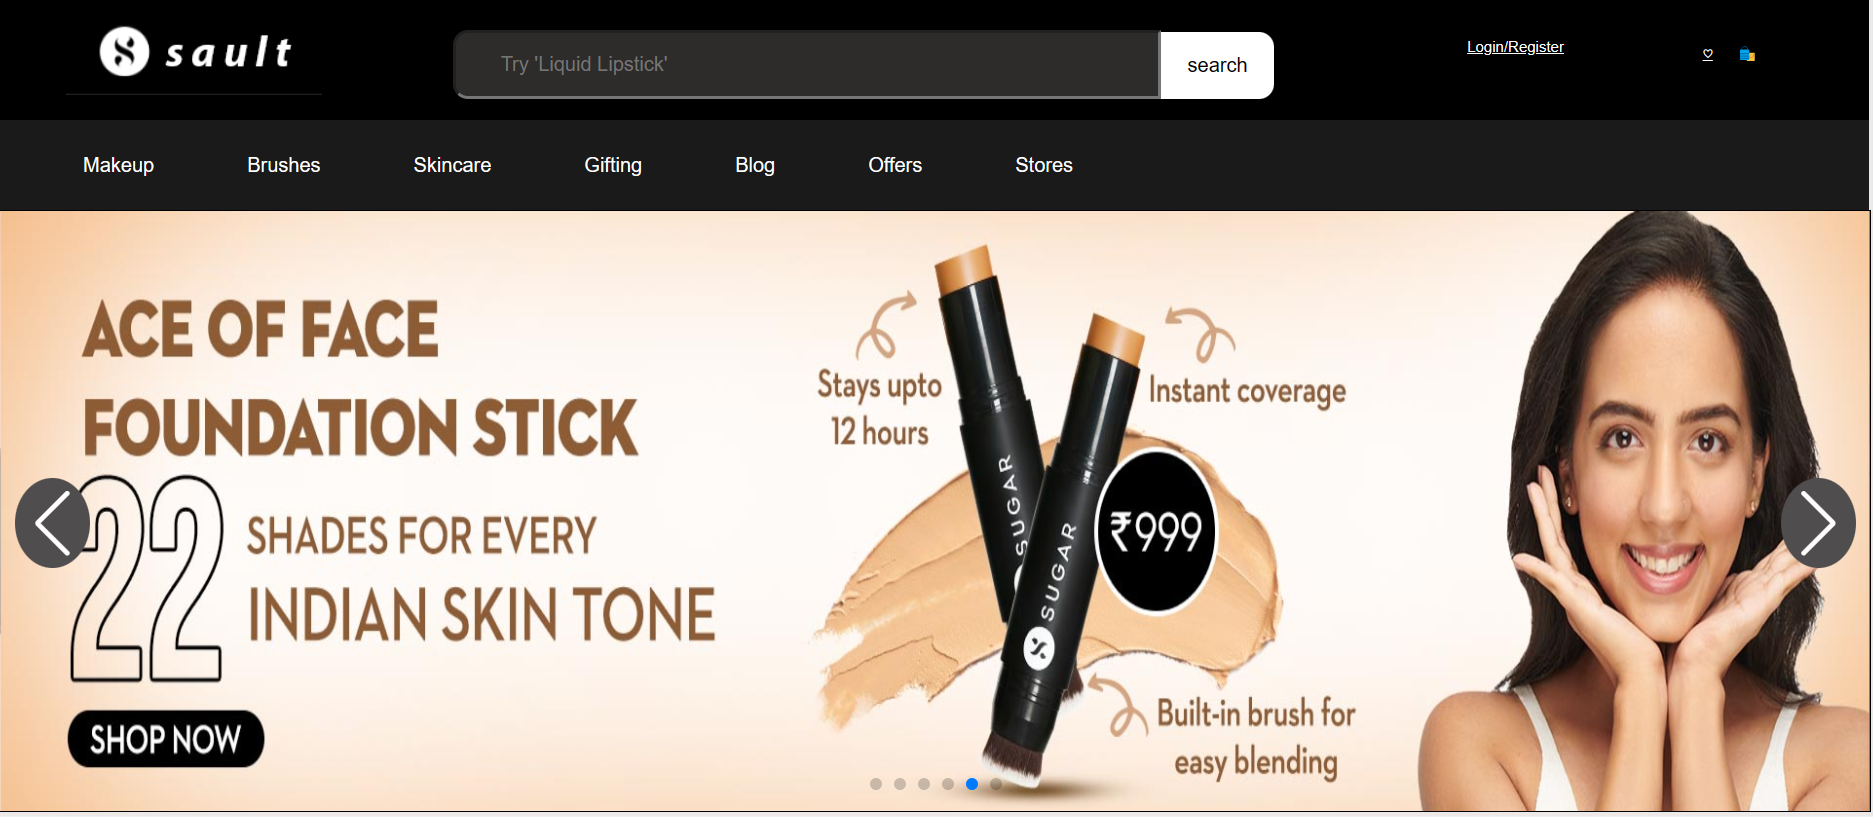 sault
Try 'Liquid Lipstick'
search
Login/Register
Makeup
Brushes
Skincare
Gifting
Blog
Offers
Stores
ACE OF FACE
FOUNDATION STICK
22
SHADES FOR EVERY
INDIAN SKIN TONE
SHOP NOW
Stays upto
12 hours
Instant coverage
SUGAR
SUGAR
₹999
Built-in brush for
easy blending